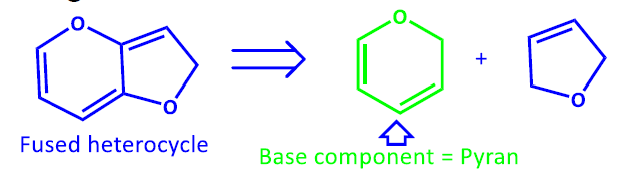 O O +
O O
Fused heterocycle
Base component = Pyran